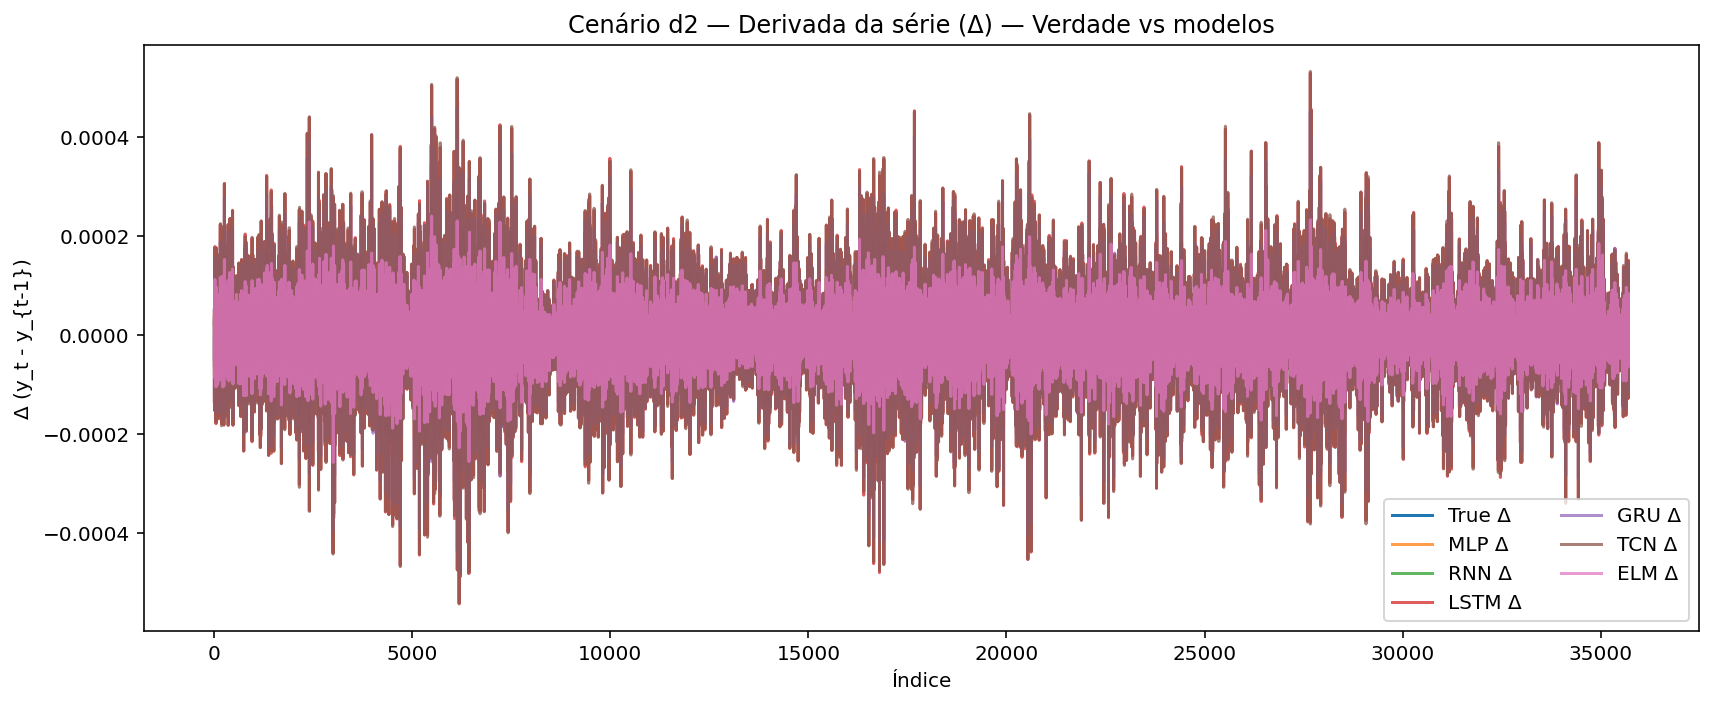 Cenário d2 — Derivada da série (Δ) — Verdade vs modelos
Δ (y_t - y_{t-1})
0.0004
0.0002
0.0000
−0.0002
−0.0004
0
5000
10000
15000
20000
25000
30000
35000
Índice
True Δ
MLP Δ
RNN Δ
LSTM Δ
GRU Δ
TCN Δ
ELM Δ